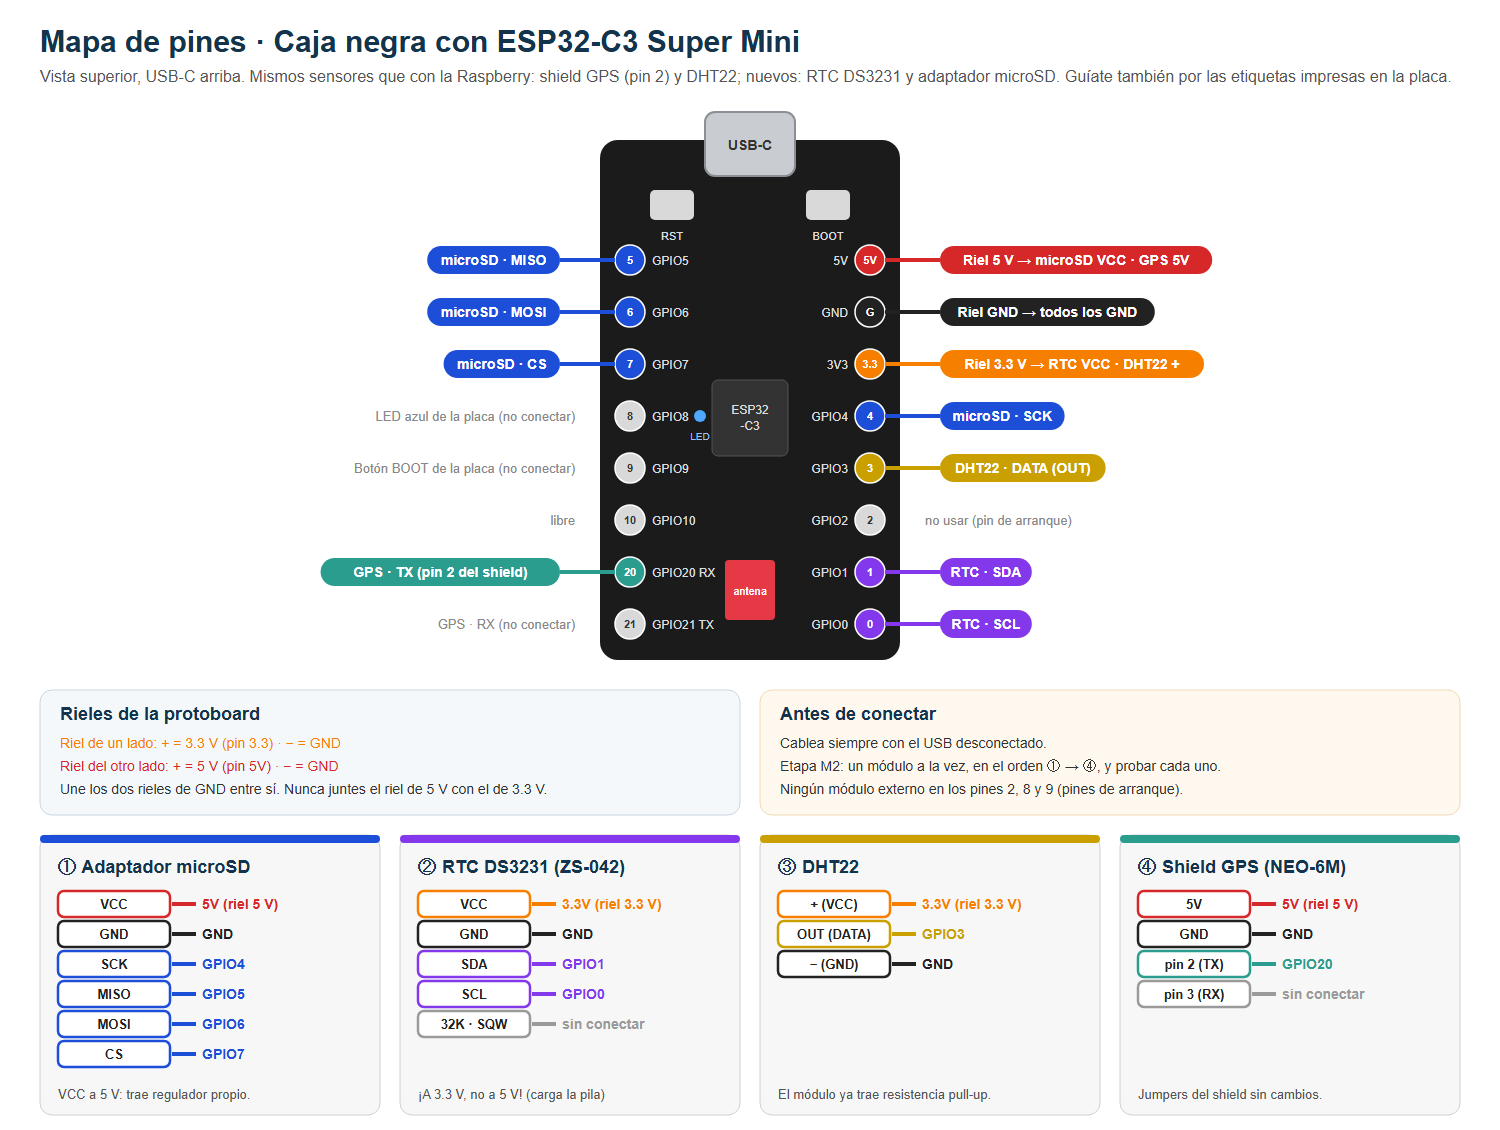 Mapa de pines · Caja negra con ESP32-C3 Super Mini
Vista superior, USB-C arriba. Mismos sensores que con la Raspberry: shield GPS (pin 2) y DHT22; nuevos: RTC DS3231 y adaptador microSD. Guíate también por las etiquetas impresas en la placa.
USB-C
RST
BOOT
microSD · MISO
5
GPIO5
5V
5V
Riel 5 V → microSD VCC · GPS 5V
microSD · MOSI
6
GPIO6
GND
G
Riel GND → todos los GND
microSD · CS
7
GPIO7
3V3
3.3
Riel 3.3 V → RTC VCC · DHT22 +
LED azul de la placa (no conectar)
8
GPIO8
LED
ESP32
-C3
GPIO4
4
microSD · SCK
Botón BOOT de la placa (no conectar)
9
GPIO9
GPIO3
3
DHT22 · DATA (OUT)
libre
10
GPIO10
GPIO2
2
no usar (pin de arranque)
GPS · TX (pin 2 del shield)
20
GPIO20 RX
antena
GPIO1
1
RTC · SDA
GPS · RX (no conectar)
21
GPIO21 TX
GPIO0
0
RTC · SCL
Rieles de la protoboard
Riel de un lado: + = 3.3 V (pin 3.3) · − = GND
Riel del otro lado: + = 5 V (pin 5V) · − = GND
Une los dos rieles de GND entre sí. Nunca juntes el riel de 5 V con el de 3.3 V.
Antes de conectar
Cablea siempre con el USB desconectado.
Etapa M2: un módulo a la vez, en el orden ① → ④, y probar cada uno.
Ningún módulo externo en los pines 2, 8 y 9 (pines de arranque).
① Adaptador microSD
VCC
5V (riel 5 V)
GND
GND
SCK
GPIO4
MISO
GPIO5
MOSI
GPIO6
CS
GPIO7
VCC a 5 V: trae regulador propio.
② RTC DS3231 (ZS-042)
VCC
3.3V (riel 3.3 V)
GND
GND
SDA
GPIO1
SCL
GPIO0
32K · SQW
sin conectar
¡A 3.3 V, no a 5 V! (carga la pila)
③ DHT22
+ (VCC)
3.3V (riel 3.3 V)
OUT (DATA)
GPIO3
− (GND)
GND
El módulo ya trae resistencia pull-up.
④ Shield GPS (NEO-6M)
5V
5V (riel 5 V)
GND
GND
pin 2 (TX)
GPIO20
pin 3 (RX)
sin conectar
Jumpers del shield sin cambios.